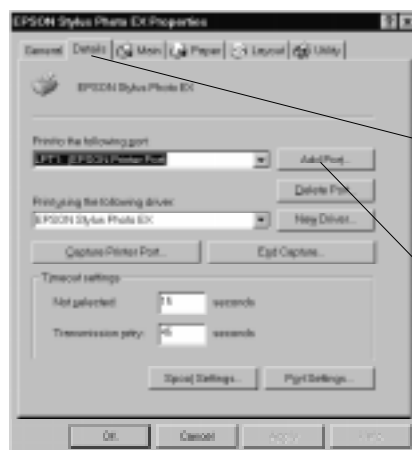 EPSON Stylus Photo EX Properties
General Details Main Paper Layout Utility
EPSON Stylus Photo EX
Print to the following port:
LPT1: (EPSON Printer Port) Add Port...
Delete Port...
Print using the following driver:
EPSON Stylus Photo EX New Driver...
Capture Printer Port... End Capture...
Timeout settings
Not selected: 15 seconds
Transmission retry: 45 seconds
Spool Settings... Port Settings...
OK Cancel Apply Help